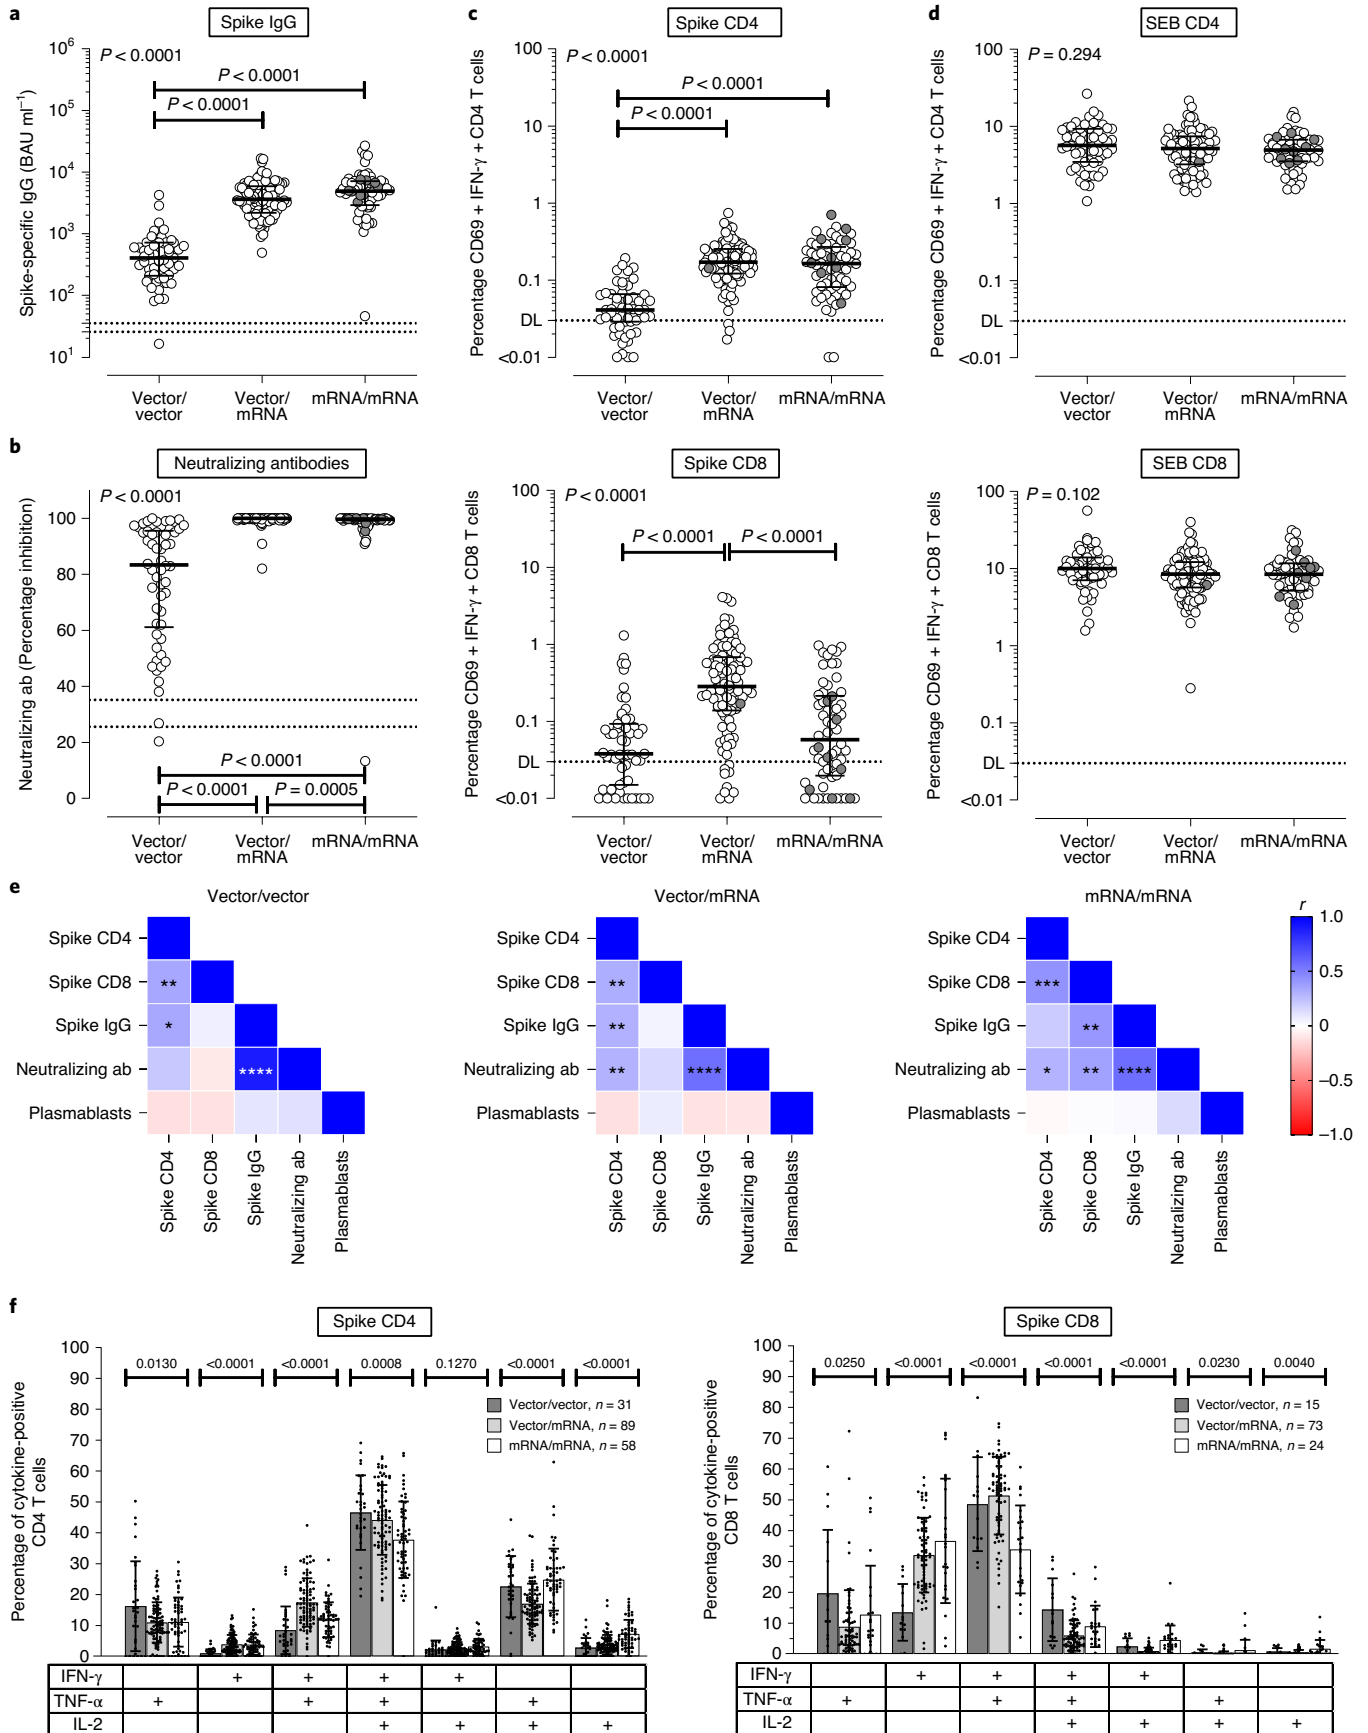 a
Spike IgG
Spike-specific IgG (BAU ml⁻¹)
10⁶
10⁵
10⁴
10³
10²
10¹
P < 0.0001
P < 0.0001
P < 0.0001
Vector/
vector
Vector/
mRNA
mRNA/mRNA
c
Spike CD4
Percentage CD69 + IFN-γ + CD4 T cells
100
10
1
0.1
DL
<0.01
P < 0.0001
P < 0.0001
P < 0.0001
Vector/
vector
Vector/
mRNA
mRNA/mRNA
d
SEB CD4
Percentage CD69 + IFN-γ + CD4 T cells
100
10
1
0.1
DL
<0.01
P = 0.294
Vector/
vector
Vector/
mRNA
mRNA/mRNA
b
Neutralizing antibodies
Neutralizing ab (Percentage inhibition)
100
80
60
40
20
0
P < 0.0001
P < 0.0001
P < 0.0001
P = 0.0005
Vector/
vector
Vector/
mRNA
mRNA/mRNA
Spike CD8
Percentage CD69 + IFN-γ + CD8 T cells
100
10
1
0.1
DL
<0.01
P < 0.0001
P < 0.0001
P < 0.0001
Vector/
vector
Vector/
mRNA
mRNA/mRNA
SEB CD8
Percentage CD69 + IFN-γ + CD8 T cells
100
10
1
0.1
DL
<0.01
P = 0.102
Vector/
vector
Vector/
mRNA
mRNA/mRNA
e
Vector/vector
Spike CD4
Spike CD8
**
Spike IgG
*
Neutralizing ab
****
Plasmablasts
Spike CD4
Spike CD8
Spike IgG
Neutralizing ab
Plasmablasts
Vector/mRNA
Spike CD4
Spike CD8
**
Spike IgG
**
Neutralizing ab
** ****
Plasmablasts
Spike CD4
Spike CD8
Spike IgG
Neutralizing ab
Plasmablasts
mRNA/mRNA
Spike CD4
Spike CD8
***
Spike IgG
**
Neutralizing ab
* ** ****
Plasmablasts
Spike CD4
Spike CD8
Spike IgG
Neutralizing ab
Plasmablasts
r
1.0
0.5
0
−0.5
−1.0
f
Spike CD4
Percentage of cytokine-positive
CD4 T cells
100
90
80
70
60
50
40
30
20
10
0
0.0130 <0.0001 <0.0001 0.0008 0.1270 <0.0001 <0.0001
Vector/vector, n = 31
Vector/mRNA, n = 89
mRNA/mRNA, n = 58
IFN-γ + + + +
TNF-α + + + +
IL-2 + + + +
Spike CD8
Percentage of cytokine-positive
CD8 T cells
100
90
80
70
60
50
40
30
20
10
0
0.0250 <0.0001 <0.0001 <0.0001 <0.0001 0.0230 0.0040
Vector/vector, n = 15
Vector/mRNA, n = 73
mRNA/mRNA, n = 24
IFN-γ + + + +
TNF-α + + + +
IL-2 + + + +